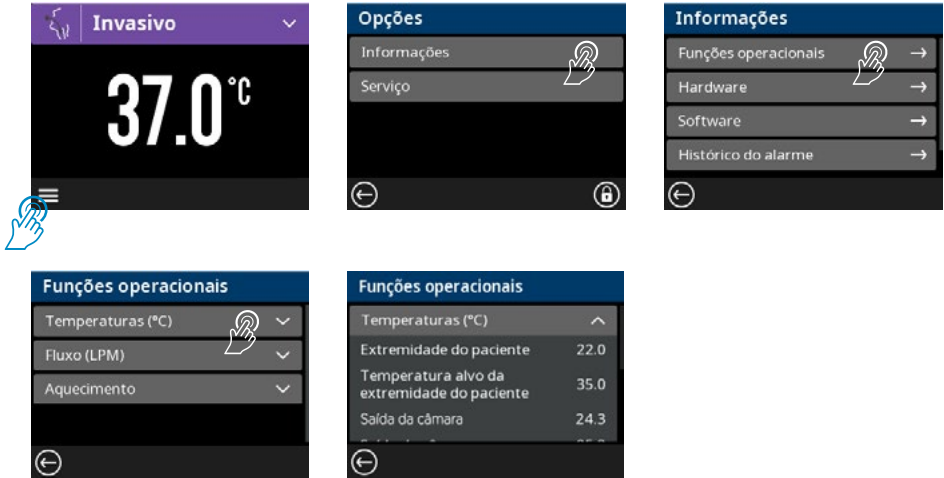 Invasivo
37.0°C
Opções
Informações
Serviço
Informações
Funções operacionais
Hardware
Software
Histórico do alarme
Funções operacionais
Temperaturas (°C)
Fluxo (LPM)
Aquecimento
Funções operacionais
Temperaturas (°C)
Extremidade do paciente 22.0
Temperatura alvo da
extremidade do paciente 35.0
Saída da câmara 24.3